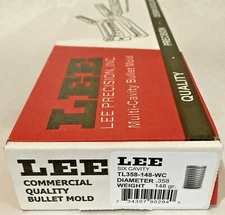 PRECISION
QUALITY
LEE
LEE PRECISION, INC.
Multi-Cavity Bullet Mold
LEE
COMMERCIAL
QUALITY
BULLET MOLD
LEE
SIX CAVITY
TL358-148-WC
DIAMETER .358
WEIGHT 148 gr.